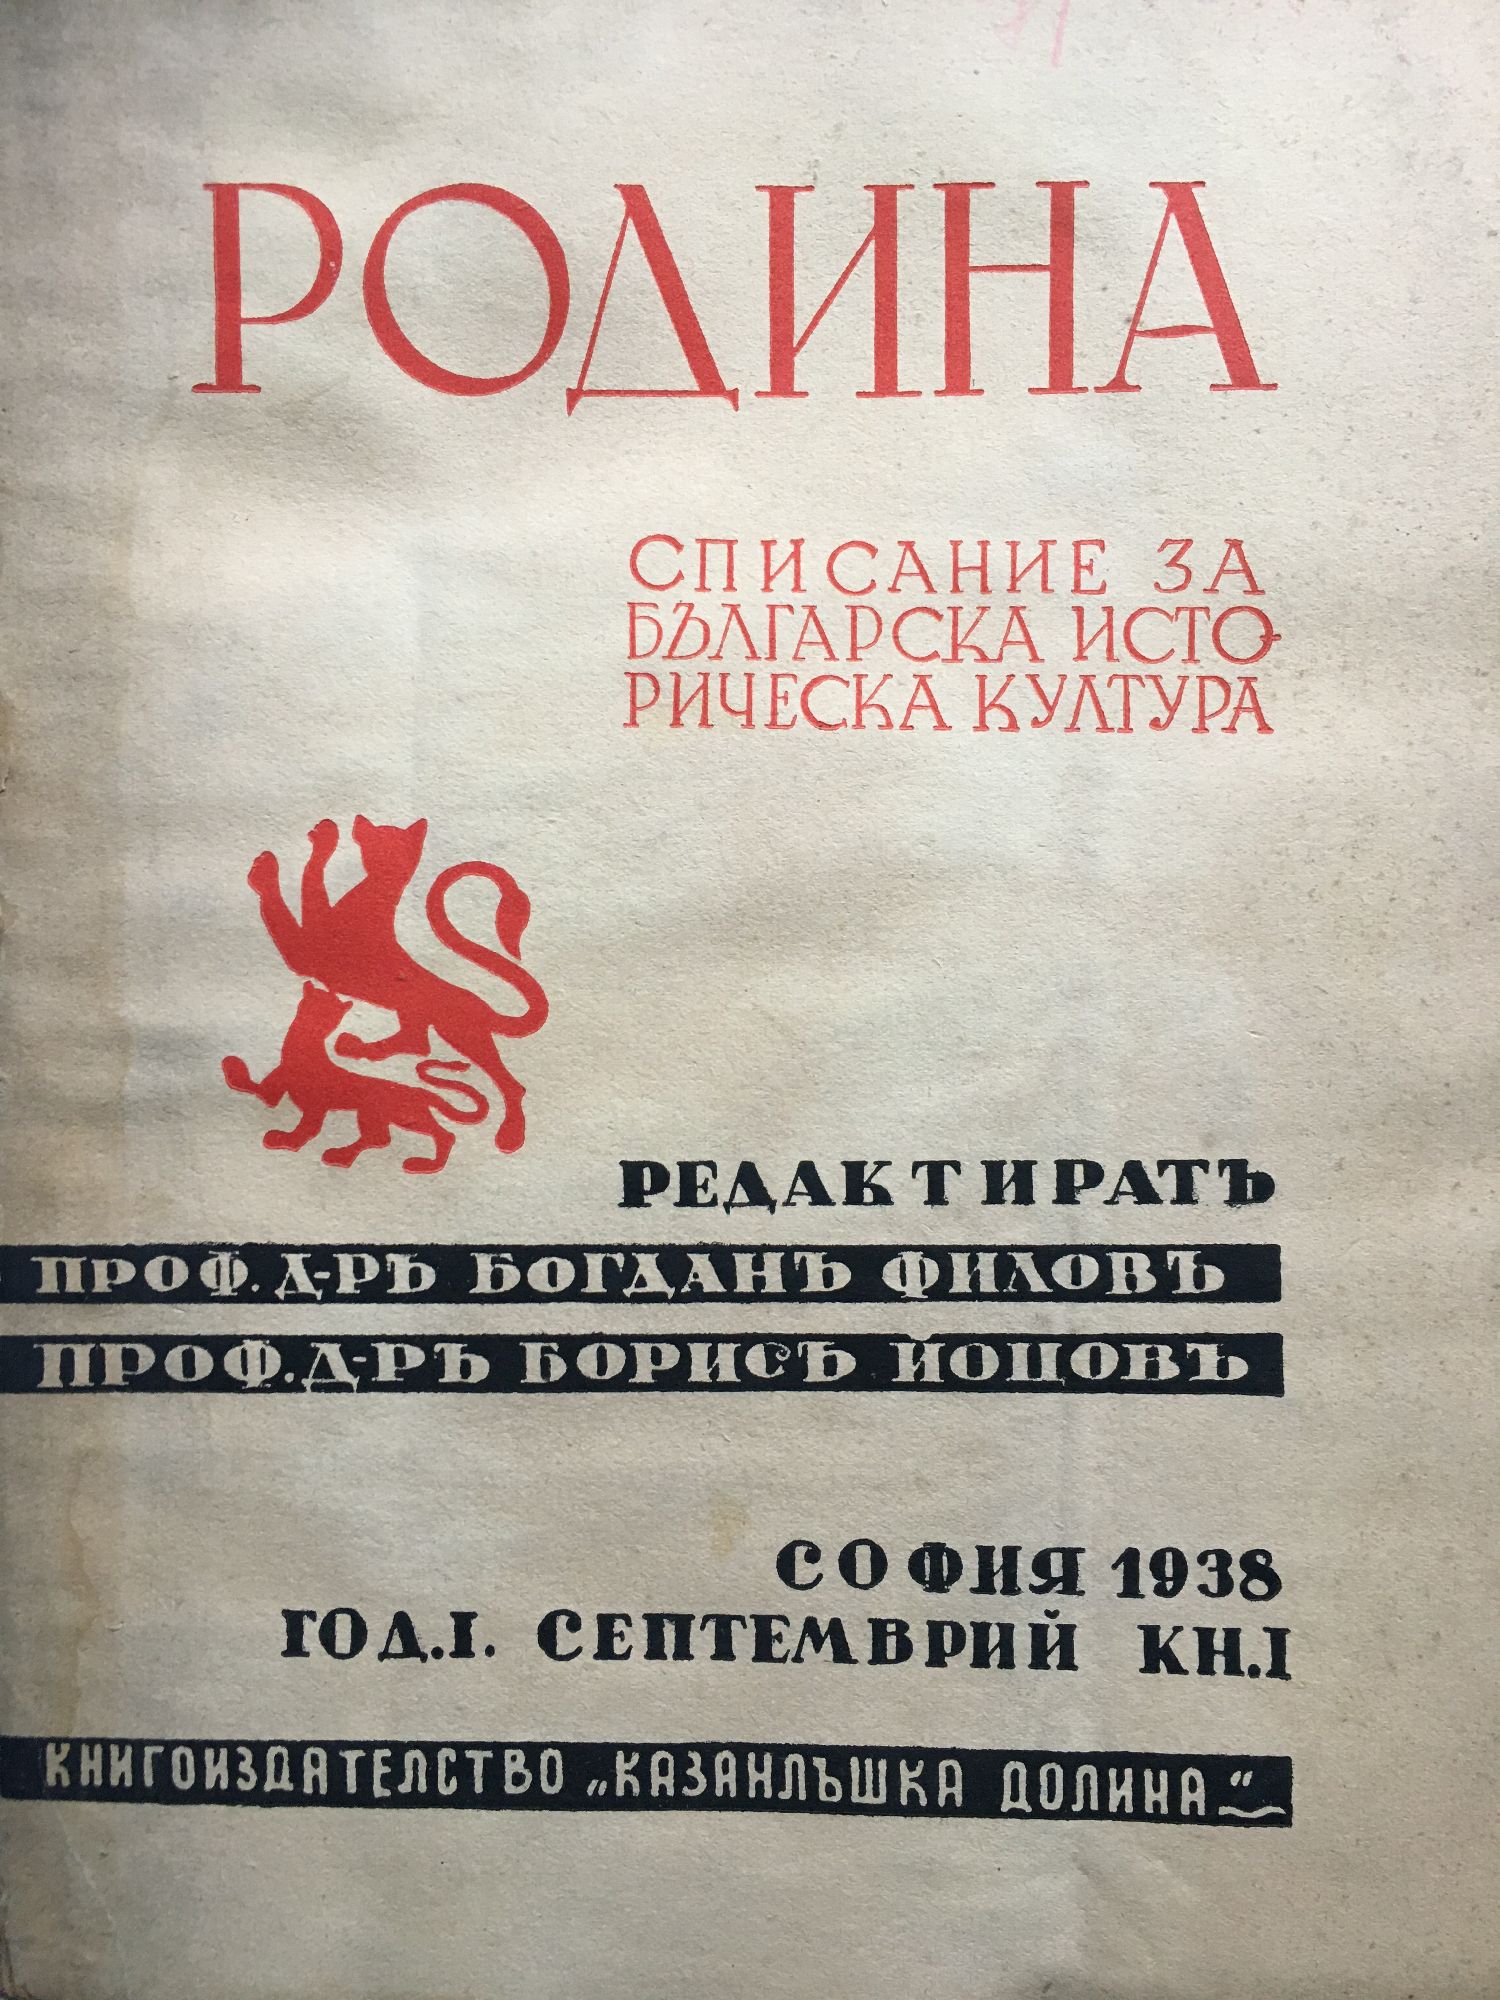 РОДИНА
СПИСАНИЕ ЗА
БЪЛГАРСКА ИСТО-
РИЧЕСКА КУЛТУРА
РЕДАКТИРАТЪ
ПРОФ. Д-РЪ БОГДАНЪ ФИЛОВЪ
ПРОФ. Д-РЪ БОРИСЪ ЙОЦОВЪ
СОФИЯ 1938
ГОД. I. СЕПТЕМВРИЙ КН. I
КНИГОИЗДАТЕЛСТВО „КАЗАНЛЪШКА ДОЛИНА“